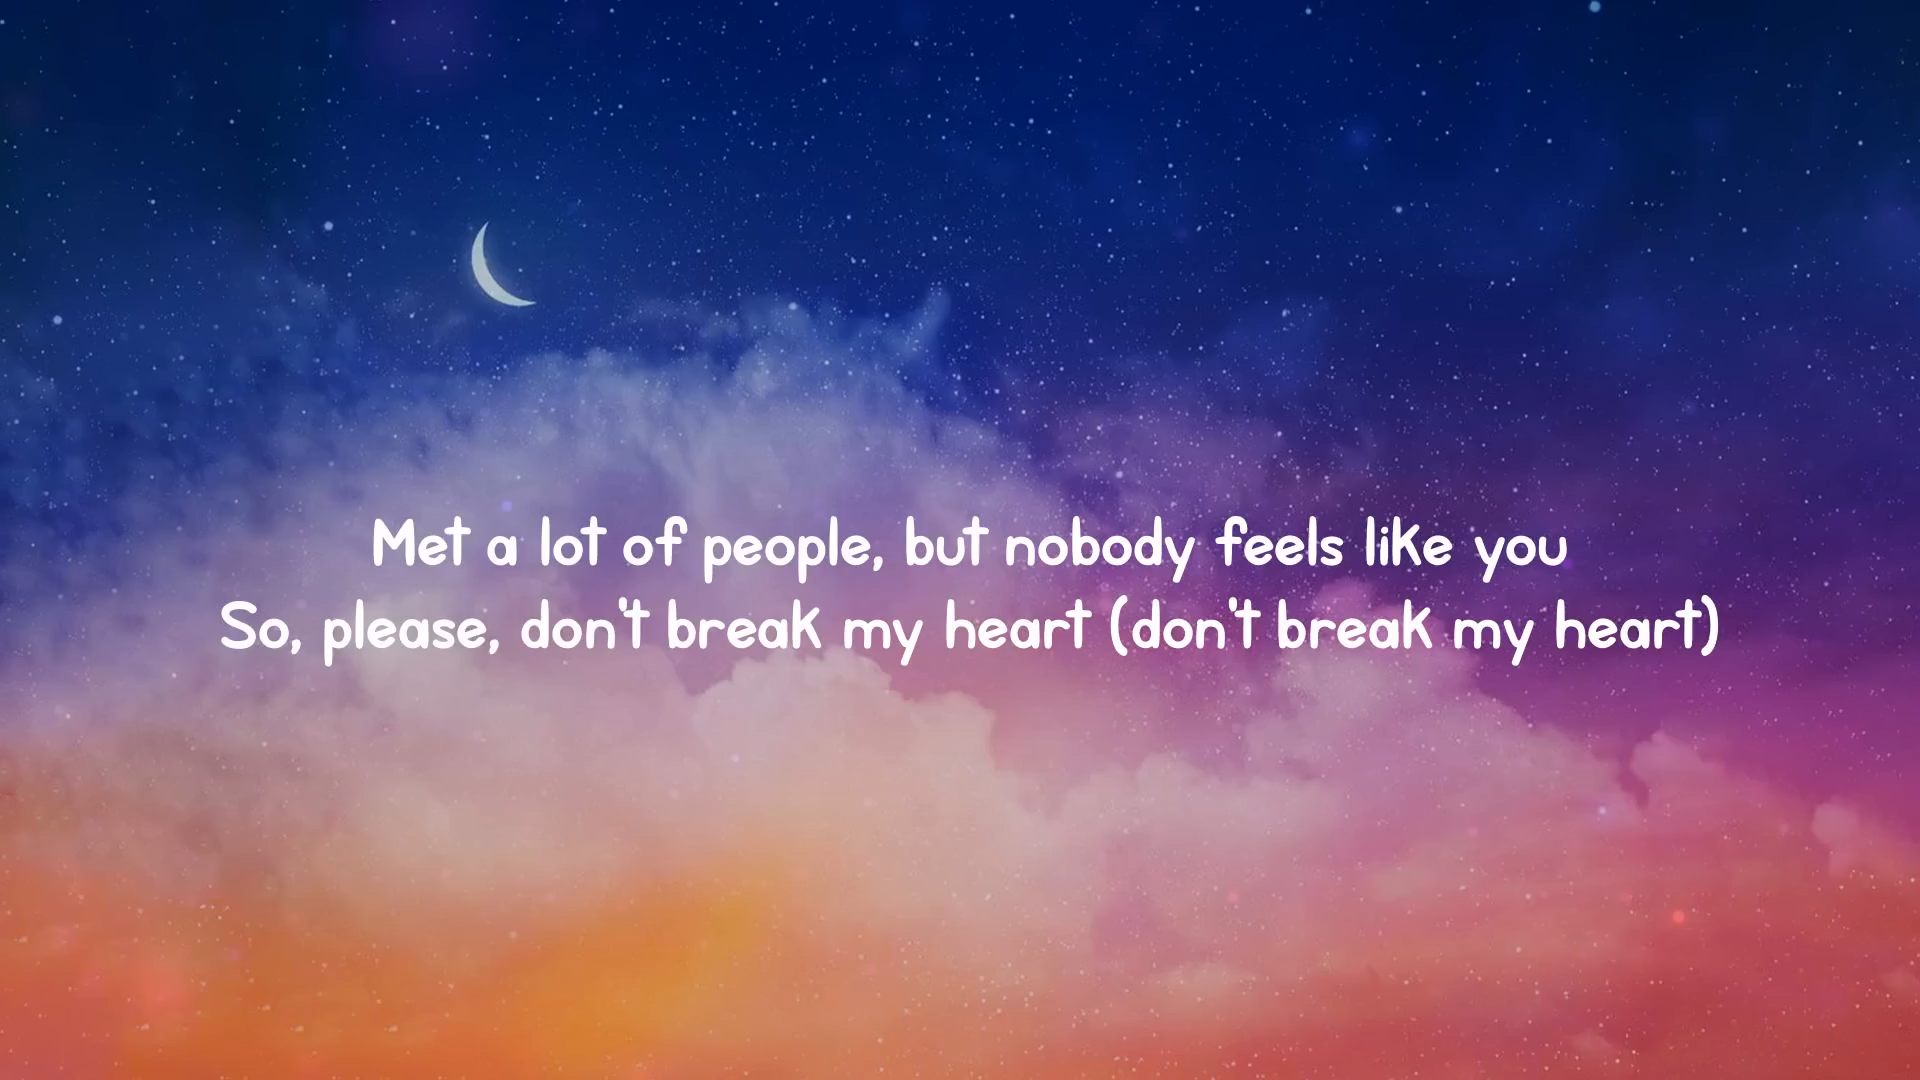 Met a lot of people, but nobody feels like you
So, please, don't break my heart (don't break my heart)